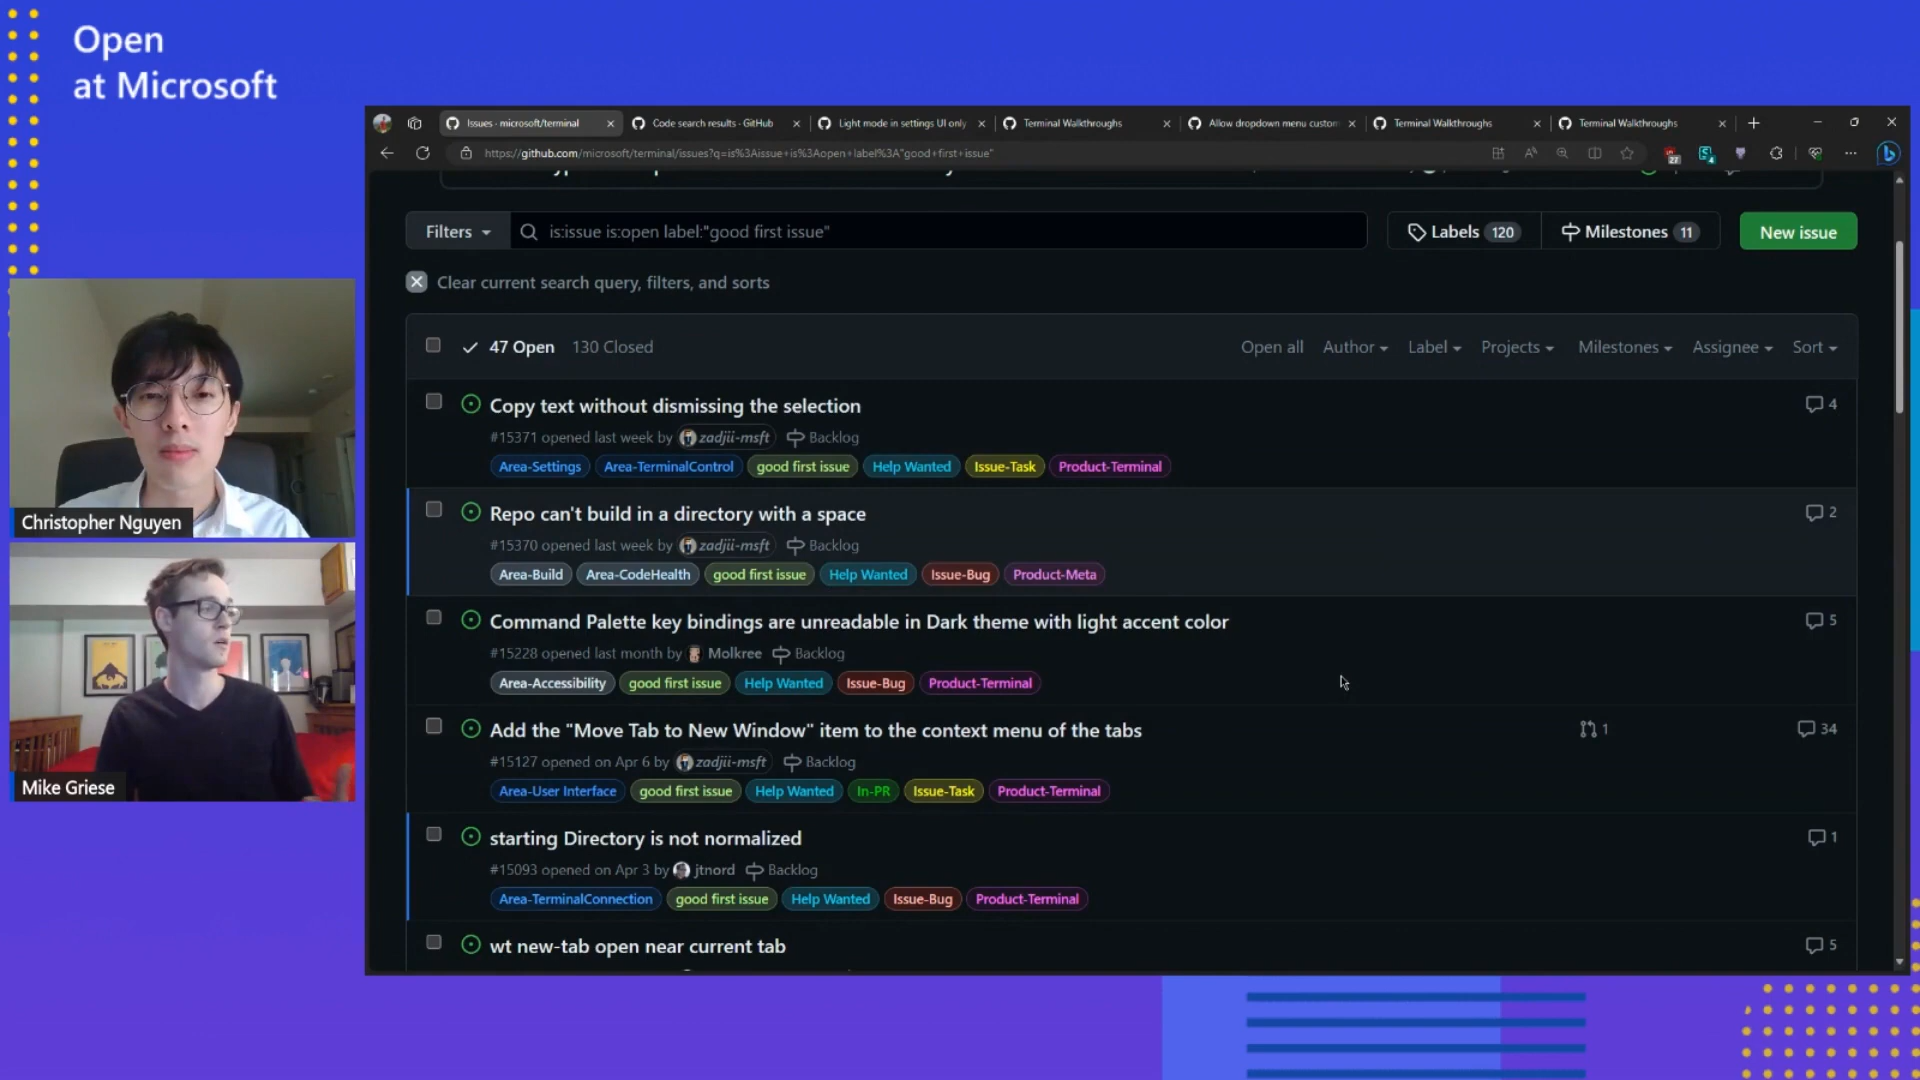 Open
at Microsoft
Issues - microsoft/terminal
Code search results - GitHub
Light mode in settings UI only
Terminal Walkthroughs
Allow dropdown menu custom
Terminal Walkthroughs
Terminal Walkthroughs
https://github.com/microsoft/terminal/issues?q=is%3Aissue+is%3Aopen+label%3A"good+first+issue"
Filters
is:issue is:open label:"good first issue"
Labels 120
Milestones 11
New issue
Clear current search query, filters, and sorts
47 Open 130 Closed
Open all Author Label Projects Milestones Assignee Sort
Copy text without dismissing the selection 4
#15371 opened last week by zadjii-msft Backlog
Area-Settings Area-TerminalControl good first issue Help Wanted Issue-Task Product-Terminal
Repo can't build in a directory with a space 2
#15370 opened last week by zadjii-msft Backlog
Area-Build Area-CodeHealth good first issue Help Wanted Issue-Bug Product-Meta
Command Palette key bindings are unreadable in Dark theme with light accent color 5
#15228 opened last month by Molkree Backlog
Area-Accessibility good first issue Help Wanted Issue-Bug Product-Terminal
Add the "Move Tab to New Window" item to the context menu of the tabs 1 34
#15127 opened on Apr 6 by zadjii-msft Backlog
Area-User Interface good first issue Help Wanted In-PR Issue-Task Product-Terminal
starting Directory is not normalized 1
#15093 opened on Apr 3 by jtnord Backlog
Area-TerminalConnection good first issue Help Wanted Issue-Bug Product-Terminal
wt new-tab open near current tab 5
Christopher Nguyen
Mike Griese